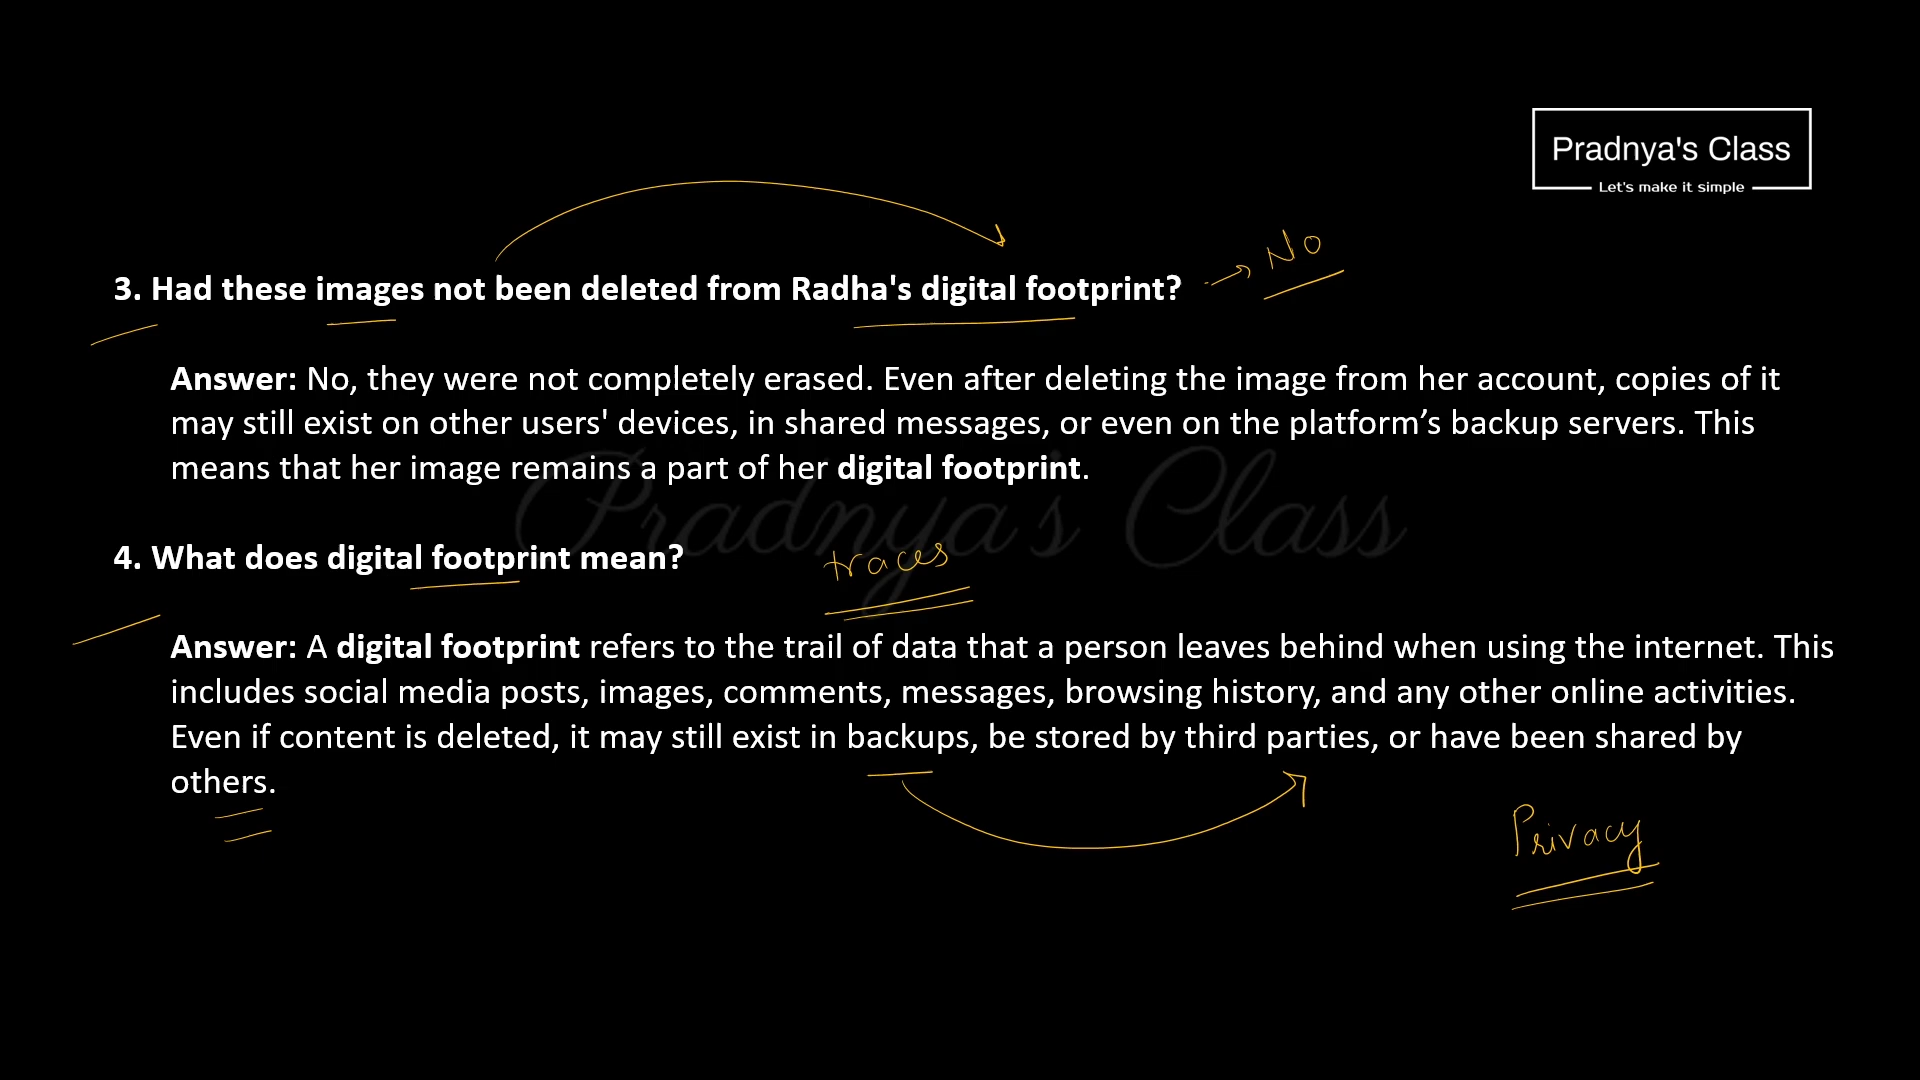 Pradnya's Class
Let's make it simple
No
3. Had these images not been deleted from Radha's digital footprint?
Answer: No, they were not completely erased. Even after deleting the image from her account, copies of it
may still exist on other users' devices, in shared messages, or even on the platform’s backup servers. This
means that her image remains a part of her digital footprint.
Pradnya's Class
4. What does digital footprint mean?
traces
Answer: A digital footprint refers to the trail of data that a person leaves behind when using the internet. This
includes social media posts, images, comments, messages, browsing history, and any other online activities.
Even if content is deleted, it may still exist in backups, be stored by third parties, or have been shared by
others.
Privacy